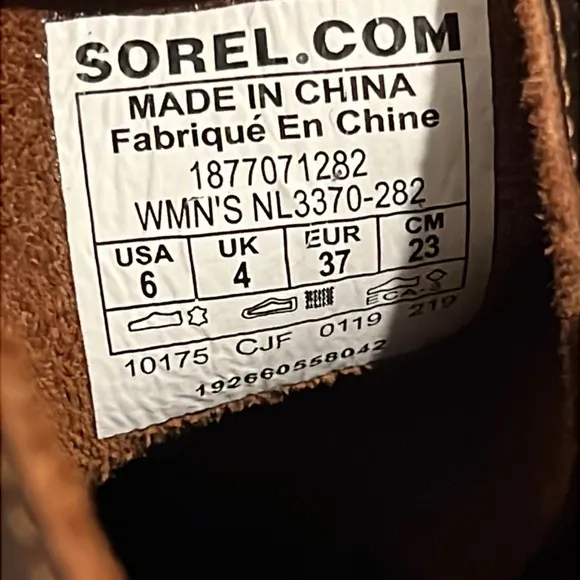 SOREL.COM
MADE IN CHINA
Fabriqué En Chine
1877071282
WMN'S NL3370-282
USA UK EUR CM
6 4 37 23
ECA-S
10175 CJF 0119 219
192660558042